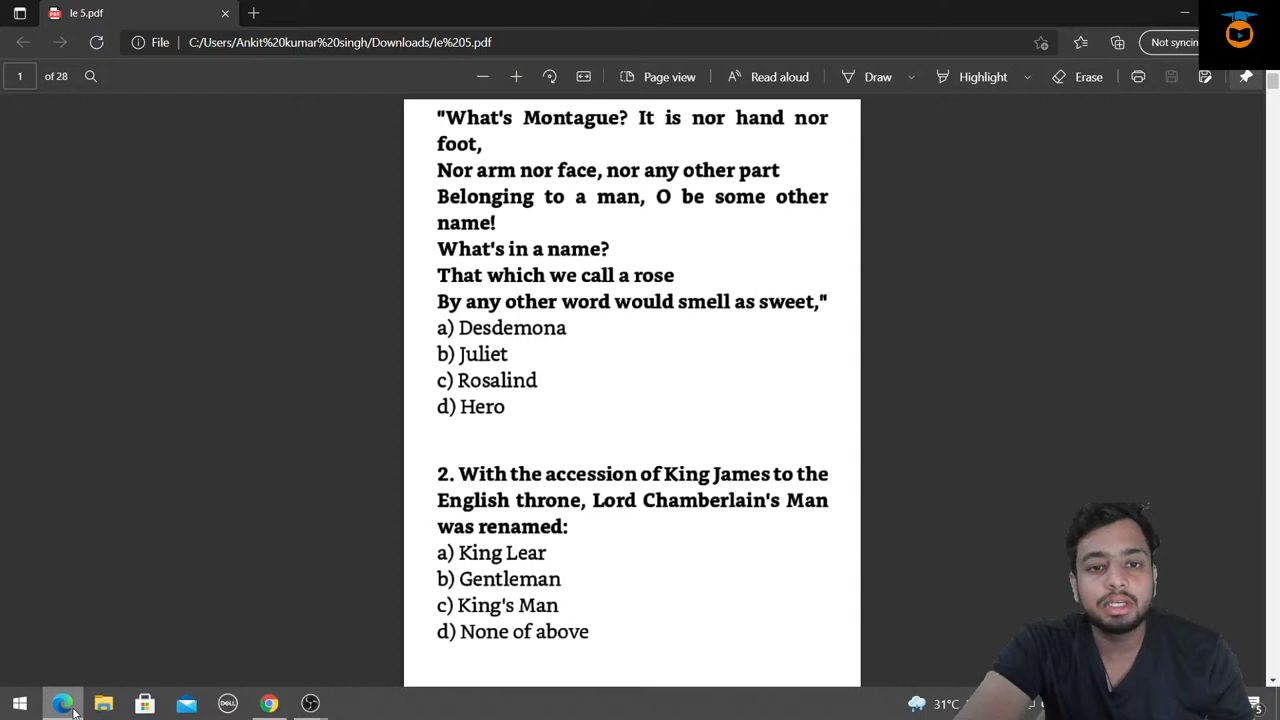 le 5.pdf
File
C:/Users/Ankit%20kumar%20singh/Downloads/le%205.pdf
Not syncin
1 of 28
Page view
Read aloud
Draw
Highlight
Erase
"What's Montague? It is nor hand nor
foot,
Nor arm nor face, nor any other part
Belonging to a man, O be some other
name!
What's in a name?
That which we call a rose
By any other word would smell as sweet,"
a) Desdemona
b) Juliet
c) Rosalind
d) Hero
2. With the accession of King James to the
English throne, Lord Chamberlain's Man
was renamed:
a) King Lear
b) Gentleman
c) King's Man
d) None of above
DELL
31°C
5